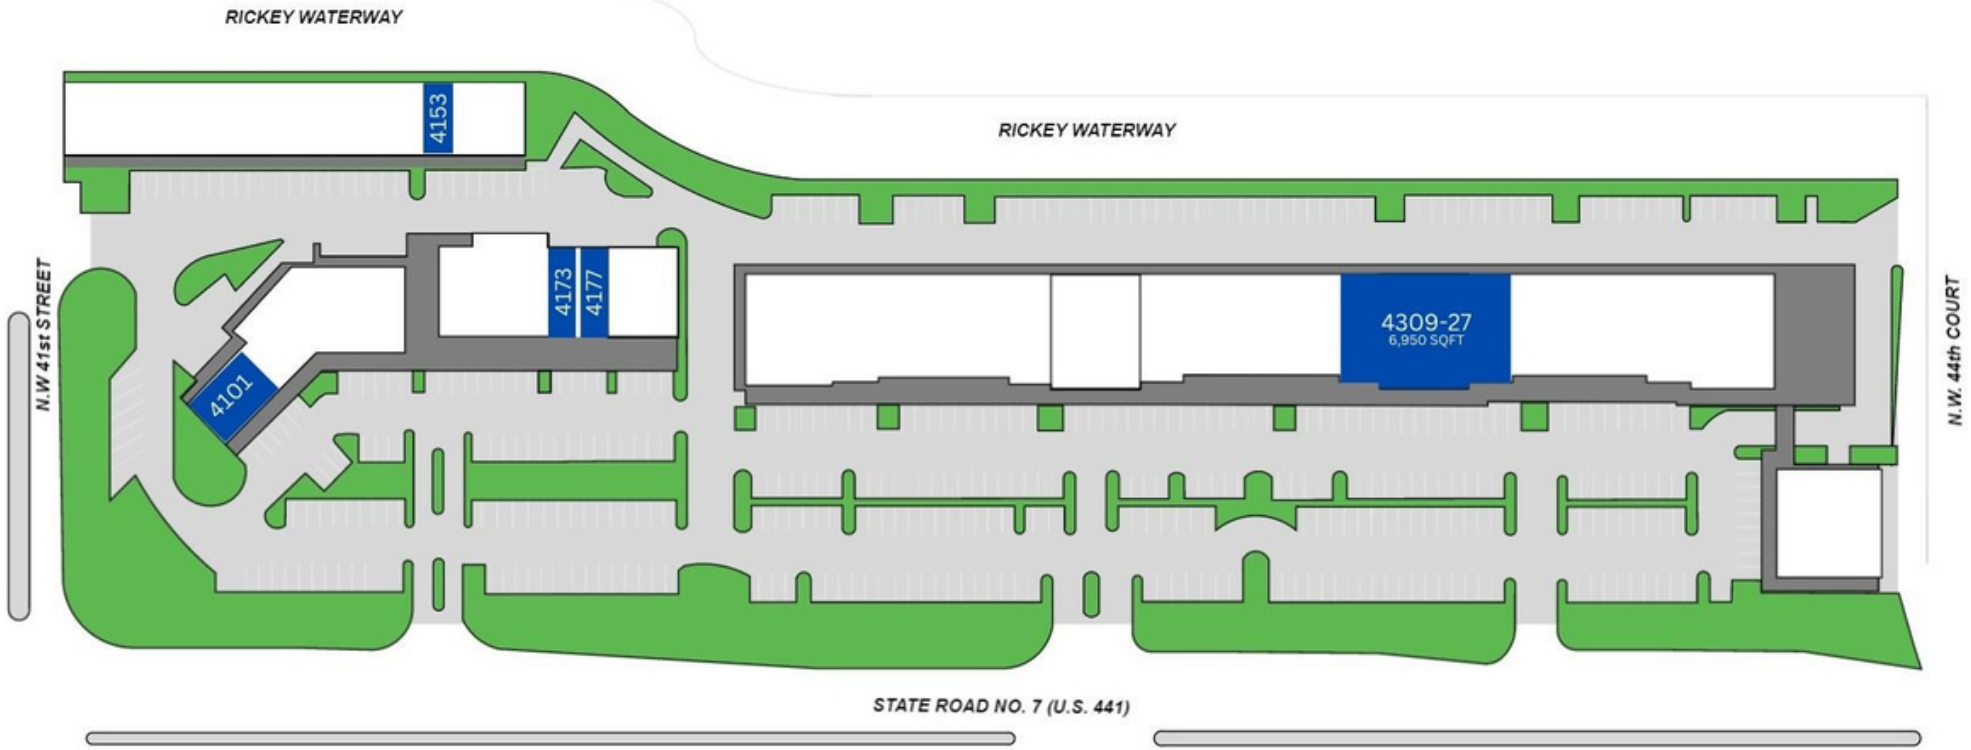 RICKEY WATERWAY
4153
RICKEY WATERWAY
N.W 41st STREET
4173
4177
4309-27
6,950 SQFT
4101
N.W. 44th COURT
STATE ROAD NO. 7 (U.S. 441)